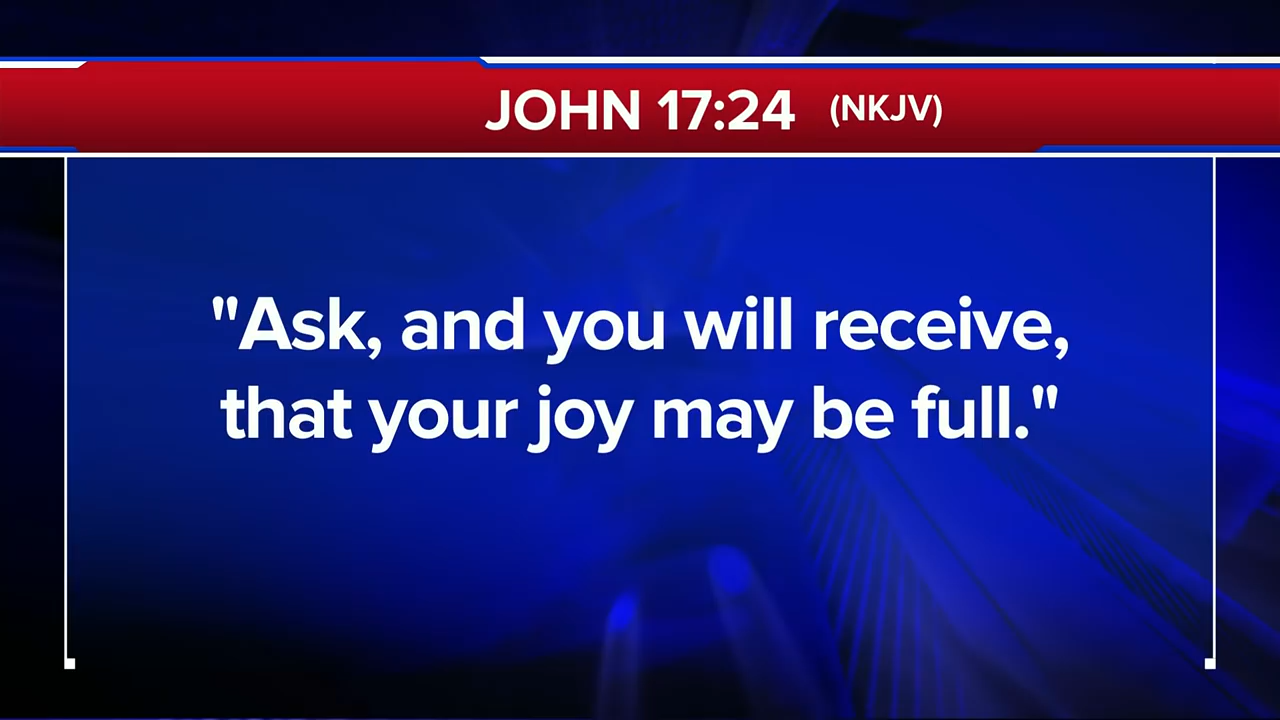 JOHN 17:24 (NKJV)
"Ask, and you will receive,
that your joy may be full."